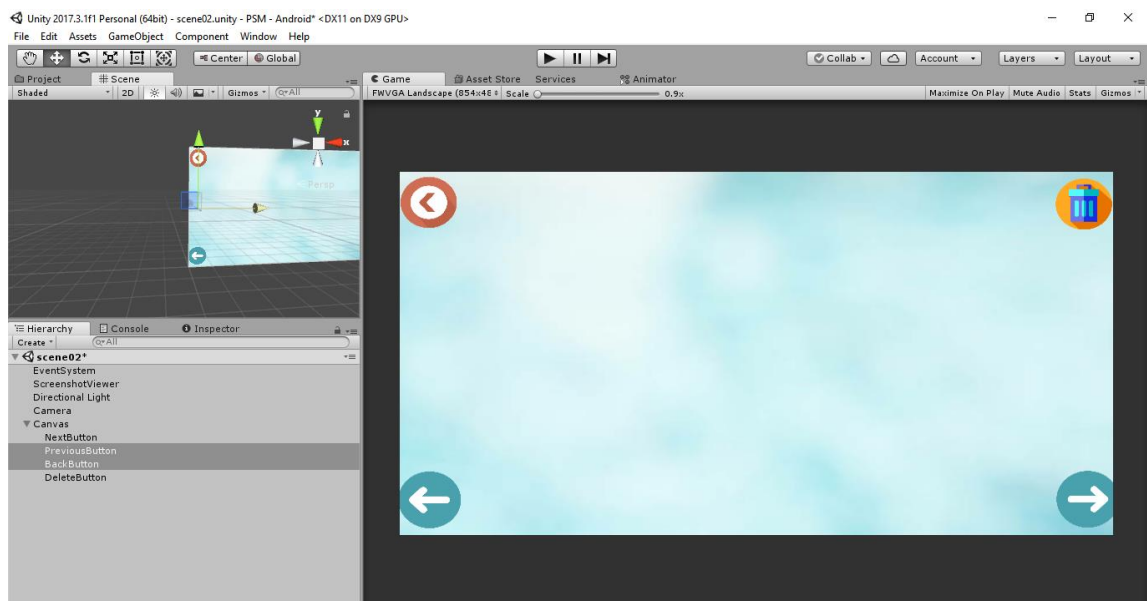 Unity 2017.3.1f1 Personal (64bit) - scene02.unity - PSM - Android* <DX11 on DX9 GPU>
File Edit Assets GameObject Component Window Help
Center Global Collab Account Layers Layout
Project Scene Game Asset Store Services Animator
Shaded 2D Gizmos All FWVGA Landscape (854x48 Scale 0.9x Maximize On Play Mute Audio Stats Gizmos
y
x
Persp
Hierarchy Console Inspector
Create All
scene02*
EventSystem
ScreenshotViewer
Directional Light
Camera
Canvas
NextButton
PreviousButton
BackButton
DeleteButton